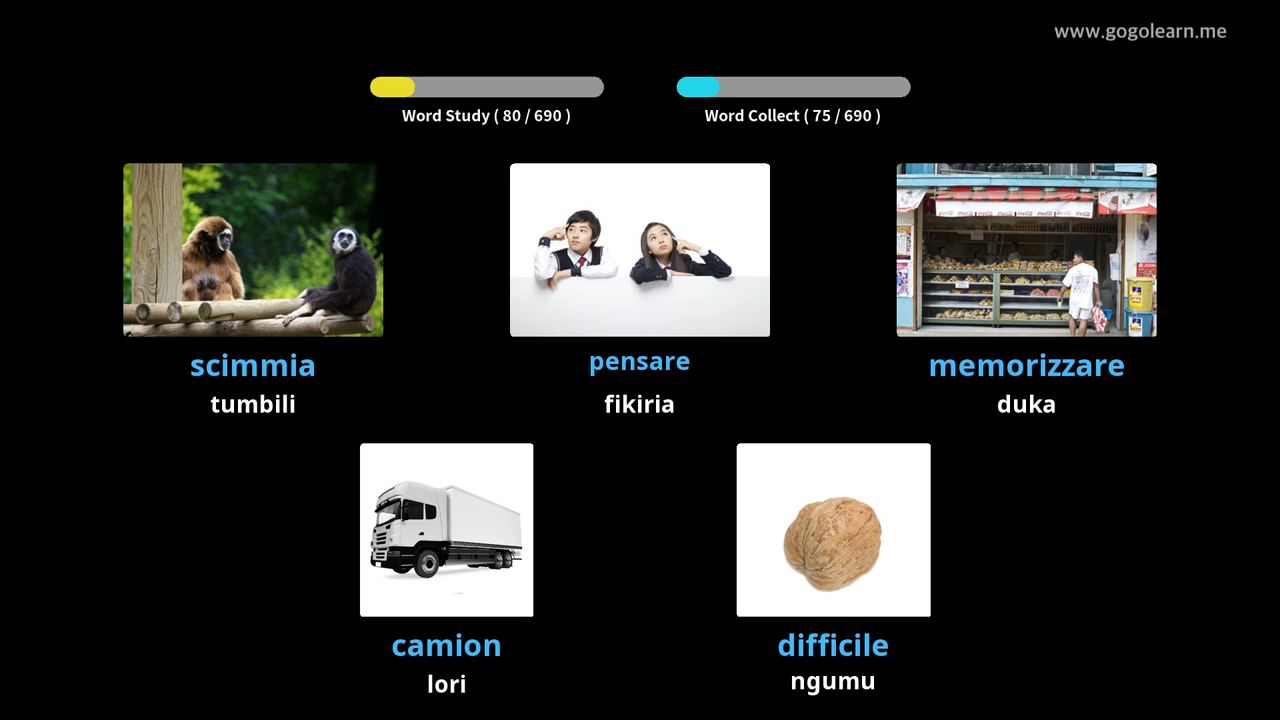 www.gogolearn.me
Word Study ( 80 / 690 )
Word Collect ( 75 / 690 )
scimmia
pensare
memorizzare
tumbili
fikiria
duka
camion
difficile
lori
ngumu